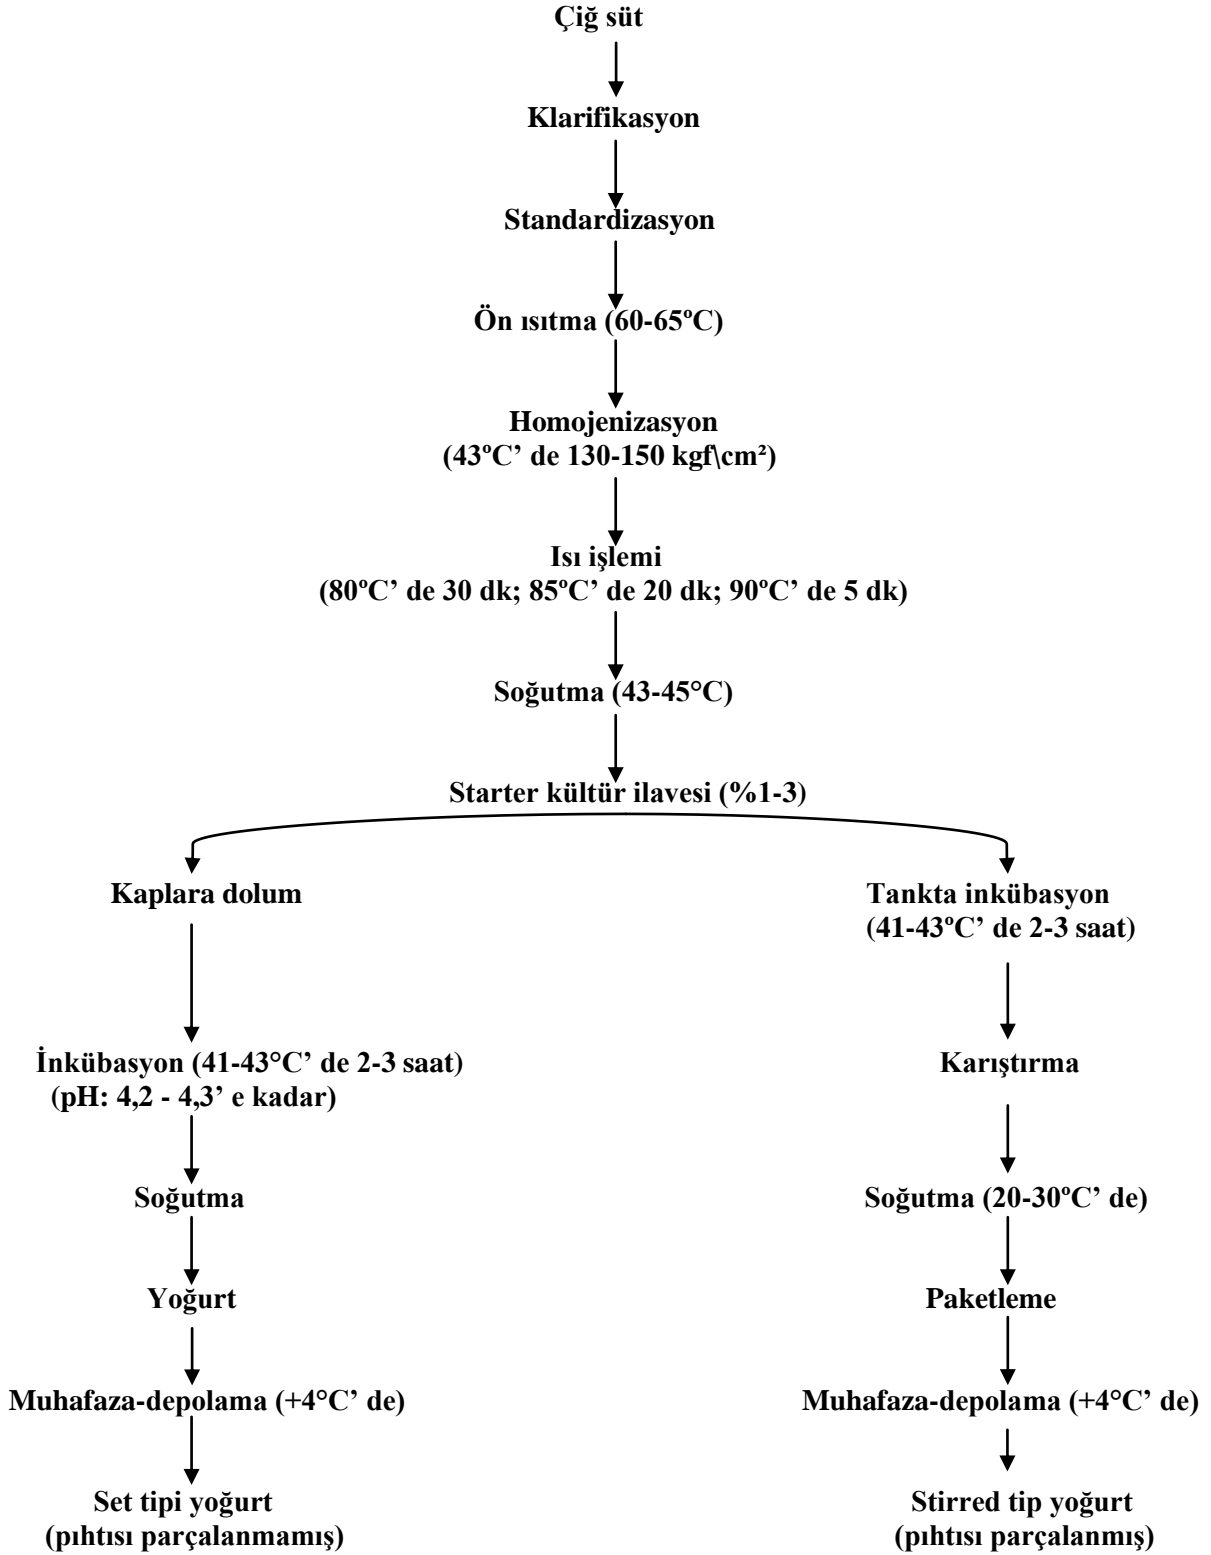 Çiğ süt
Klarifikasyon
Standardizasyon
Ön ısıtma (60-65ºC)
Homojenizasyon
(43ºC’ de 130-150 kgf\cm²)
Isı işlemi
(80ºC’ de 30 dk; 85ºC’ de 20 dk; 90ºC’ de 5 dk)
Soğutma (43-45°C)
Starter kültür ilavesi (%1-3)
Kaplara dolum
İnkübasyon (41-43°C’ de 2-3 saat)
(pH: 4,2 - 4,3’ e kadar)
Soğutma
Yoğurt
Muhafaza-depolama (+4°C’ de)
Set tipi yoğurt
(pıhtısı parçalanmamış)
Tankta inkübasyon
(41-43ºC’ de 2-3 saat)
Karıştırma
Soğutma (20-30ºC’ de)
Paketleme
Muhafaza-depolama (+4°C’ de)
Stirred tip yoğurt
(pıhtısı parçalanmış)